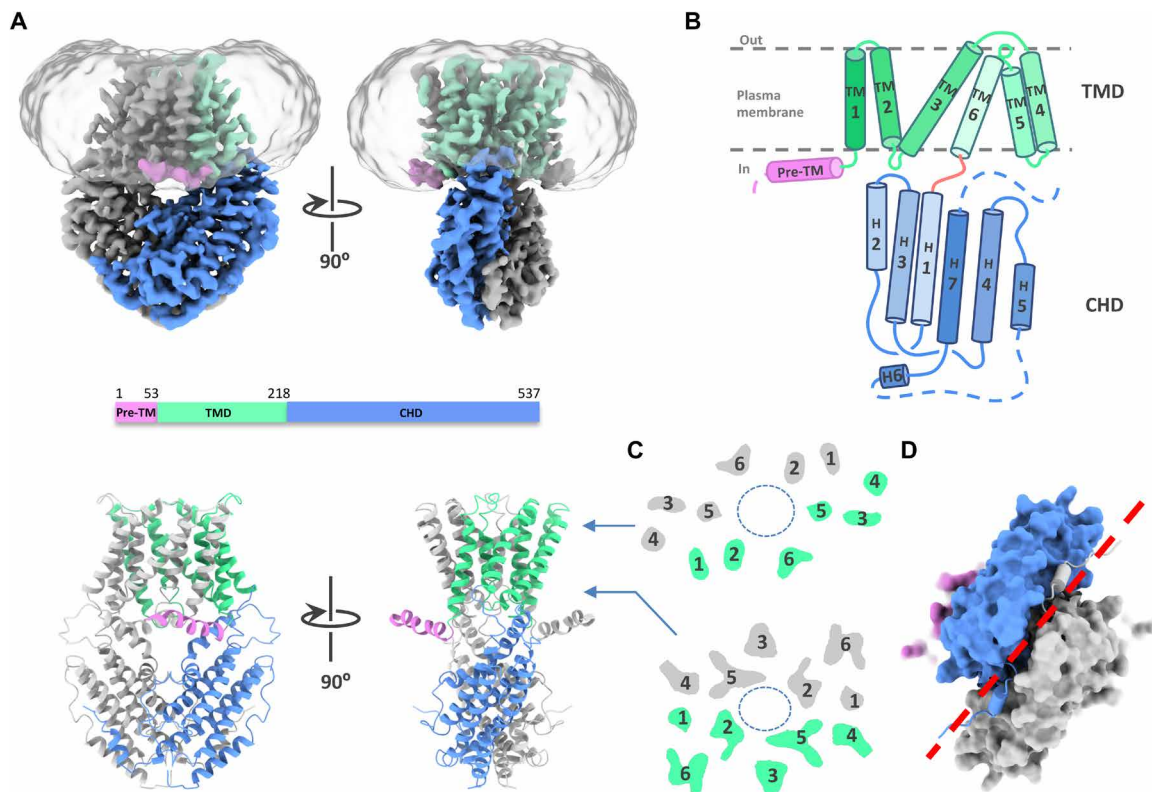 A
90º
1 53 218 537
Pre-TM TMD CHD
90º
B
Out
Plasma
membrane
In
TM
1
TM
2
TM
3
TM
6
TM
5
TM
4
TMD
Pre-TM
H
2
H
3
H
1
H
7
H
4
H
5
H6
CHD
C
6 2 1
4
3 5 5 3
4
1 2 6
3 6
4 5 2 1
1 2 5 4
6 3
D